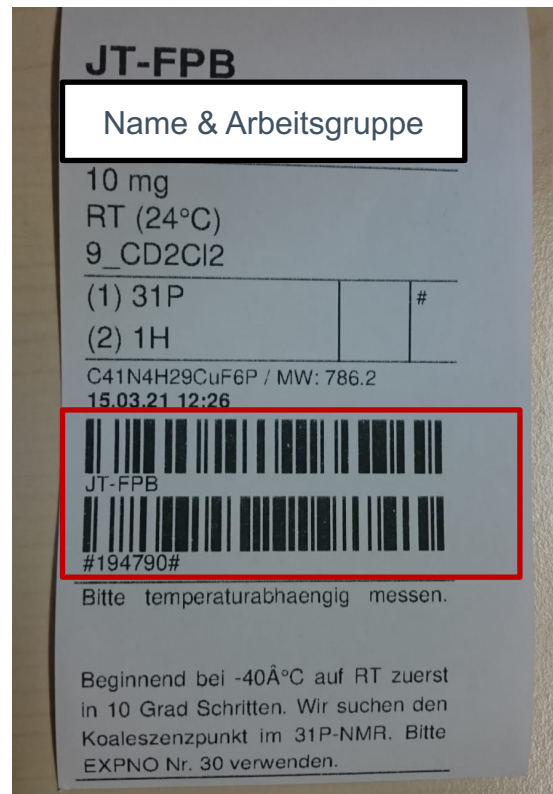 JT-FPB
Name & Arbeitsgruppe
10 mg
RT (24°C)
9_CD2Cl2
(1) 31P
#
(2) 1H
C41N4H29CuF6P / MW: 786.2
15.03.21 12:26
JT-FPB
#194790#
Bitte temperaturabhaengig messen.
Beginnend bei -40Â°C auf RT zuerst
in 10 Grad Schritten. Wir suchen den
Koaleszenzpunkt im 31P-NMR. Bitte
EXPNO Nr. 30 verwenden.